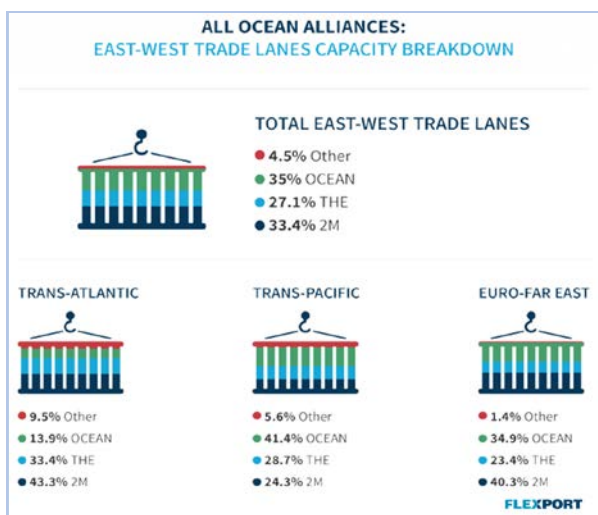 ALL OCEAN ALLIANCES:
EAST-WEST TRADE LANES CAPACITY BREAKDOWN
TOTAL EAST-WEST TRADE LANES
4.5% Other
35% OCEAN
27.1% THE
33.4% 2M
TRANS-ATLANTIC
9.5% Other
13.9% OCEAN
33.4% THE
43.3% 2M
TRANS-PACIFIC
5.6% Other
41.4% OCEAN
28.7% THE
24.3% 2M
EURO-FAR EAST
1.4% Other
34.9% OCEAN
23.4% THE
40.3% 2M
FLEXPORT